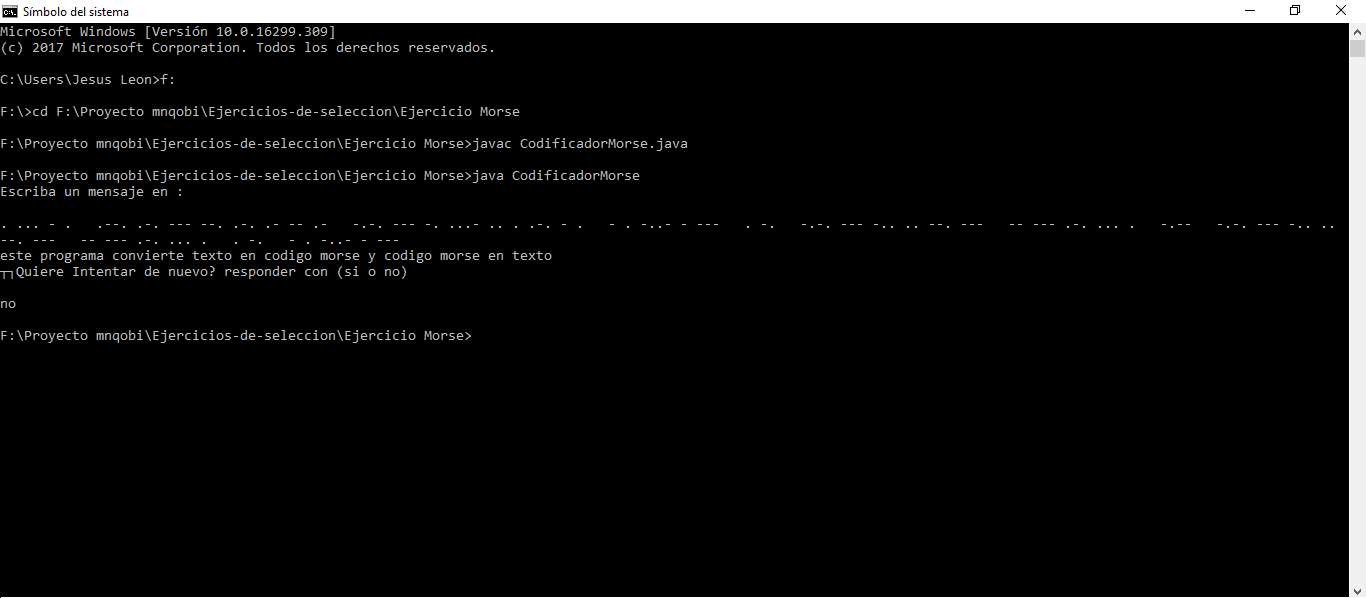 Símbolo del sistema
Microsoft Windows [Versión 10.0.16299.309]
(c) 2017 Microsoft Corporation. Todos los derechos reservados.
C:\Users\Jesus Leon>f:
F:\>cd F:\Proyecto mnqobi\Ejercicios-de-seleccion\Ejercicio Morse
F:\Proyecto mnqobi\Ejercicios-de-seleccion\Ejercicio Morse>javac CodificadorMorse.java
F:\Proyecto mnqobi\Ejercicios-de-seleccion\Ejercicio Morse>java CodificadorMorse
Escriba un mensaje en :
. ... - .   .--. .-. --- --. .-. .- -- .-   -.-. --- -. ...- .. . .-. - .   - . -..- - ---   . -.   -.-. --- -.. .. --. ---   -- --- .-. ... .   -.--   -.-. --- -.. ..
--. ---   -- --- .-. ... .   . -.   - . -..- - ---
este programa convierte texto en codigo morse y codigo morse en texto
┬┐Quiere Intentar de nuevo? responder con (si o no)
no
F:\Proyecto mnqobi\Ejercicios-de-seleccion\Ejercicio Morse>